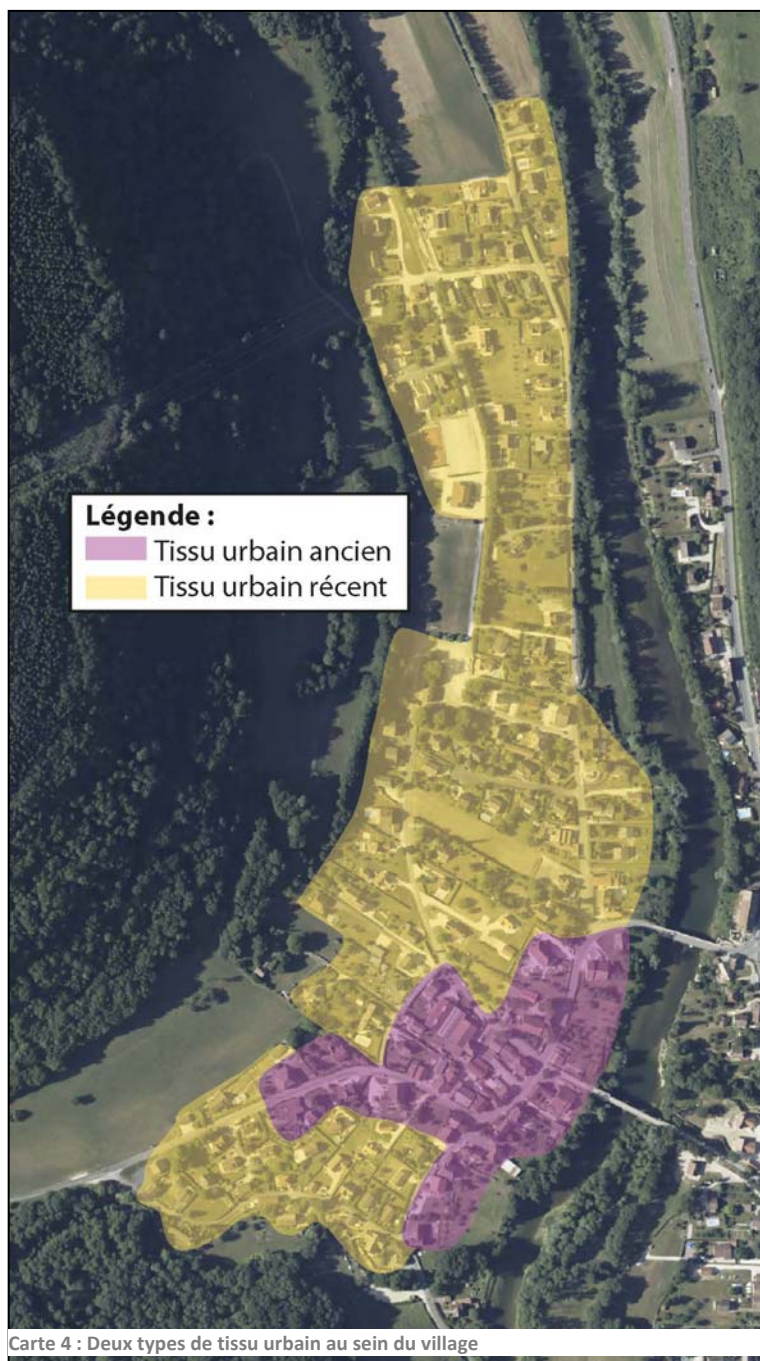 Légende :
Tissu urbain ancien
Tissu urbain récent
Carte 4 : Deux types de tissu urbain au sein du village